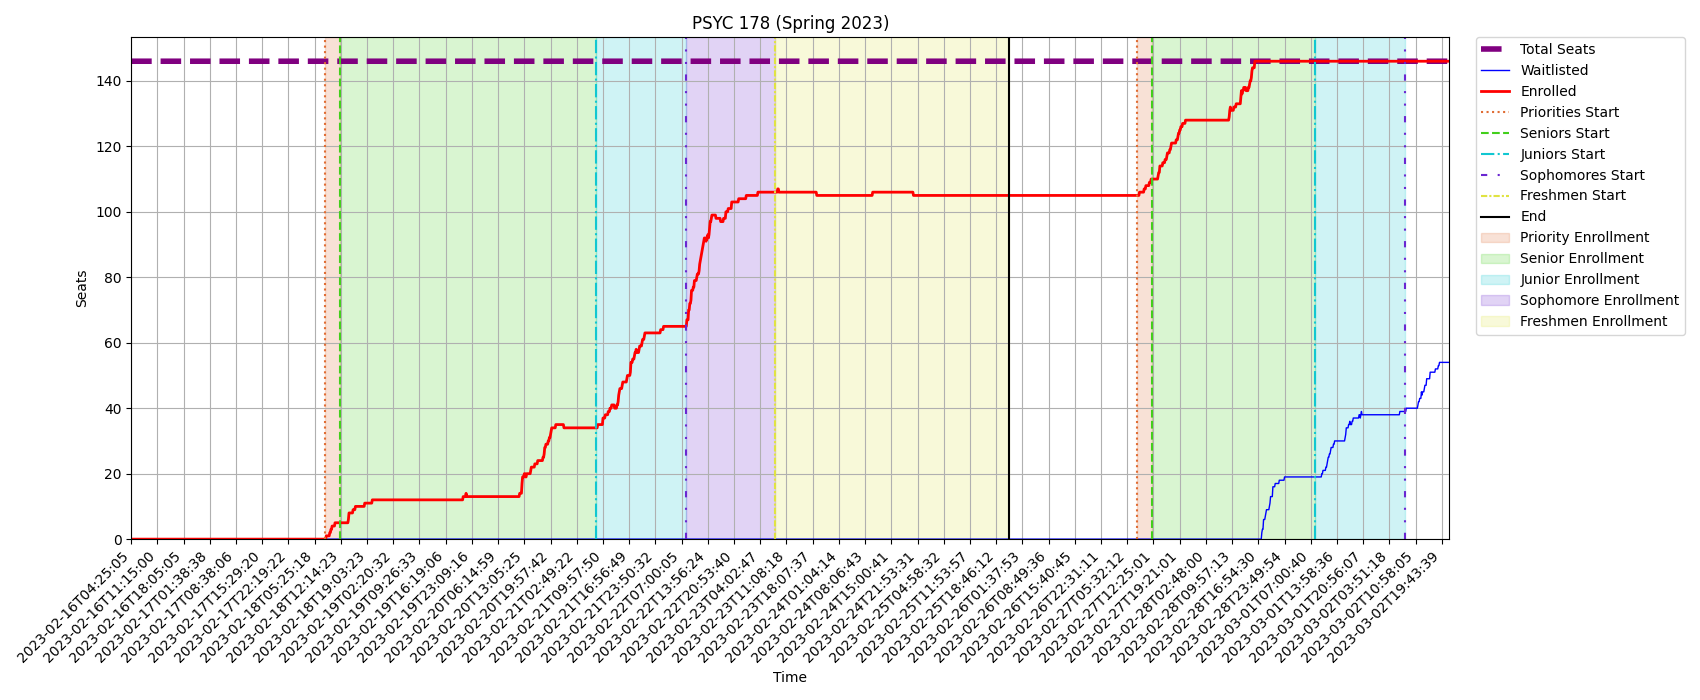 PSYC 178 (Spring 2023)
Seats
140
120
100
80
60
40
20
0
2023-02-16T04:25:05
2023-02-16T11:15:00
2023-02-16T18:05:05
2023-02-17T01:38:38
2023-02-17T08:38:06
2023-02-17T15:29:20
2023-02-17T22:19:22
2023-02-18T05:25:18
2023-02-18T12:14:23
2023-02-18T19:03:23
2023-02-19T02:20:32
2023-02-19T09:26:33
2023-02-19T16:19:06
2023-02-19T23:09:16
2023-02-20T06:14:59
2023-02-20T13:05:25
2023-02-20T19:57:42
2023-02-21T02:49:22
2023-02-21T09:57:50
2023-02-21T16:56:49
2023-02-21T23:50:32
2023-02-22T07:00:05
2023-02-22T13:56:24
2023-02-22T20:53:40
2023-02-23T04:02:47
2023-02-23T11:08:18
2023-02-23T18:07:37
2023-02-24T01:04:14
2023-02-24T08:06:43
2023-02-24T15:00:41
2023-02-24T21:53:31
2023-02-25T04:58:32
2023-02-25T11:53:57
2023-02-25T18:46:12
2023-02-26T01:37:53
2023-02-26T08:49:36
2023-02-26T15:40:45
2023-02-26T22:31:11
2023-02-27T05:32:12
2023-02-27T12:25:01
2023-02-27T19:21:01
2023-02-28T02:48:00
2023-02-28T09:57:13
2023-02-28T16:54:30
2023-02-28T23:49:54
2023-03-01T07:00:40
2023-03-01T13:58:36
2023-03-01T20:56:07
2023-03-02T03:51:18
2023-03-02T10:58:05
2023-03-02T19:43:39
Time
Total Seats
Waitlisted
Enrolled
Priorities Start
Seniors Start
Juniors Start
Sophomores Start
Freshmen Start
End
Priority Enrollment
Senior Enrollment
Junior Enrollment
Sophomore Enrollment
Freshmen Enrollment